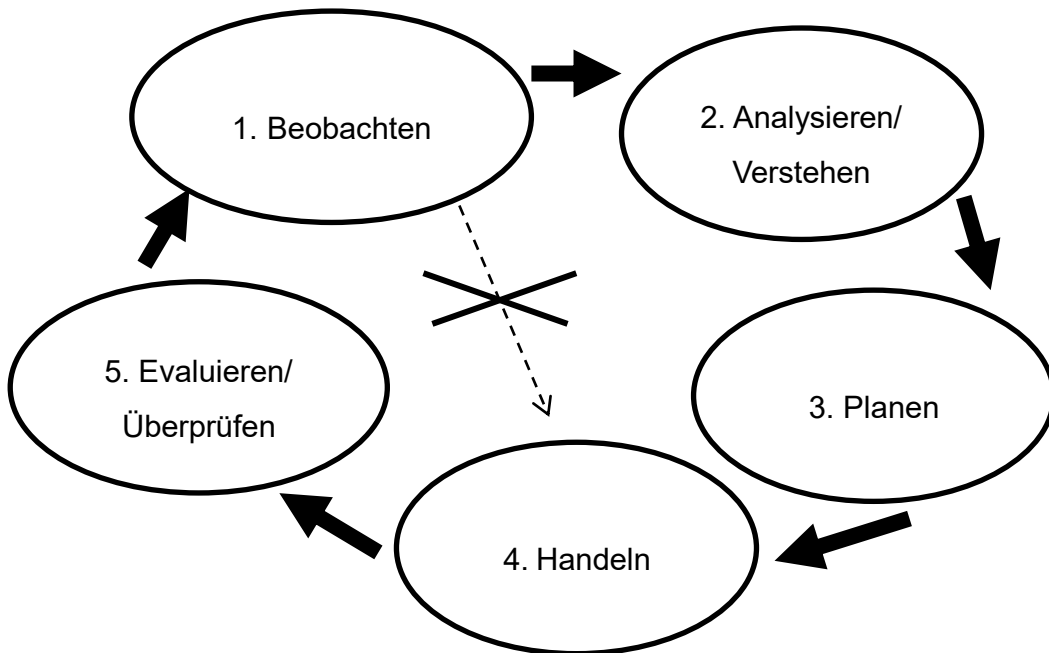 1. Beobachten
2. Analysieren/
Verstehen
3. Planen
4. Handeln
5. Evaluieren/
Überprüfen